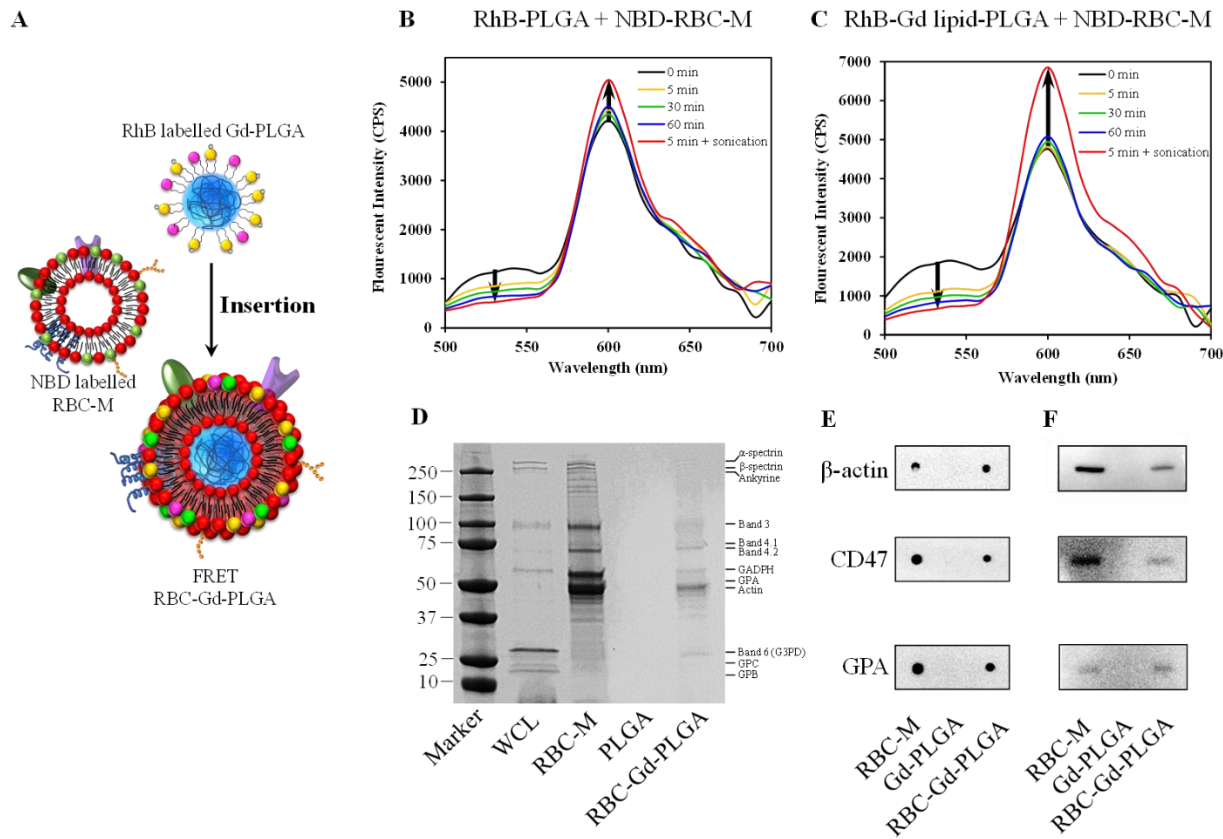 A
RhB labelled Gd-PLGA
Insertion
NBD labelled
RBC-M
FRET
RBC-Gd-PLGA
B
RhB-PLGA + NBD-RBC-M
Flourescent Intensity (CPS)
5000
4000
3000
2000
1000
0
0 min
5 min
30 min
60 min
5 min + sonication
500
550
600
650
700
Wavelength (nm)
C
RhB-Gd lipid-PLGA + NBD-RBC-M
Flourescent Intensity (CPS)
7000
6000
5000
4000
3000
2000
1000
0
0 min
5 min
30 min
60 min
5 min + sonication
500
550
600
650
700
Wavelength (nm)
D
250
150
100
75
50
37
25
10
α-spectrin
β-spectrin
Ankyrine
Band 3
Band 4.1
Band 4.2
GADPH
GPA
Actin
Band 6 (G3PD)
GPC
GPB
Marker
WCL
RBC-M
PLGA
RBC-Gd-PLGA
E
F
β-actin
CD47
GPA
RBC-M
Gd-PLGA
RBC-Gd-PLGA
RBC-M
Gd-PLGA
RBC-Gd-PLGA